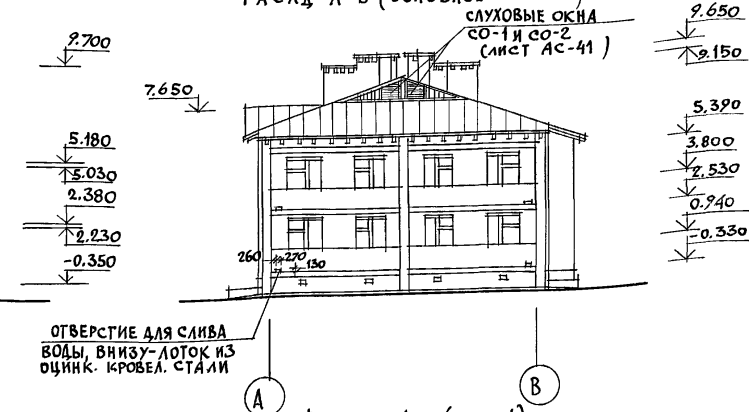 СЛУХОВЫЕ ОКНА
СО-1 И СО-2
(ЛИСТ АС-41)
9.700
7.650
5.180
5.030
2.380
2.230
-0.350
9.650
9.150
5.390
3.800
2.530
0.940
-0.330
260 270
130
ОТВЕРСТИЕ ДЛЯ СЛИВА
ВОДЫ, ВНИЗУ-ЛОТОК ИЗ
ОЦИНК. КРОВЕЛ. СТАЛИ
А
В